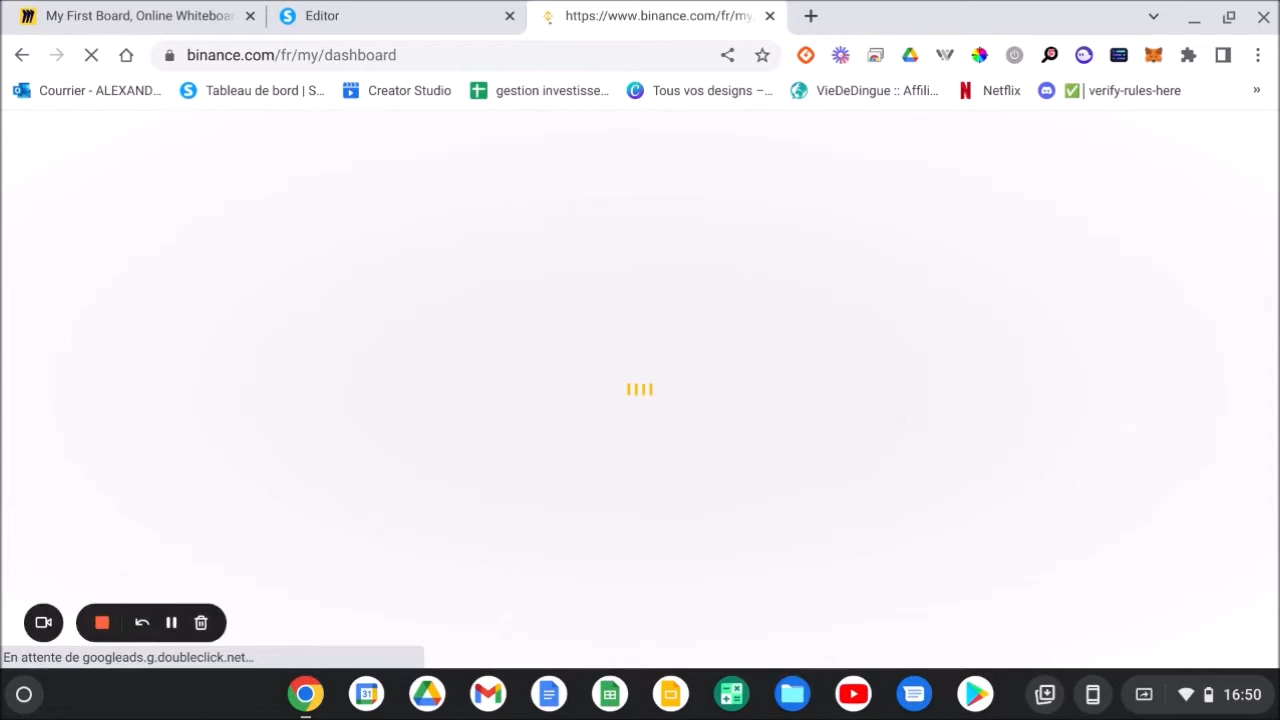 My First Board, Online Whiteboar
Editor
https://www.binance.com/fr/my
binance.com/fr/my/dashboard
Courrier - ALEXAND...
Tableau de bord | S...
Creator Studio
gestion investisse...
Tous vos designs –...
VieDeDingue :: Affili...
Netflix
✅| verify-rules-here
»
En attente de googleads.g.doubleclick.net...
31
16:50